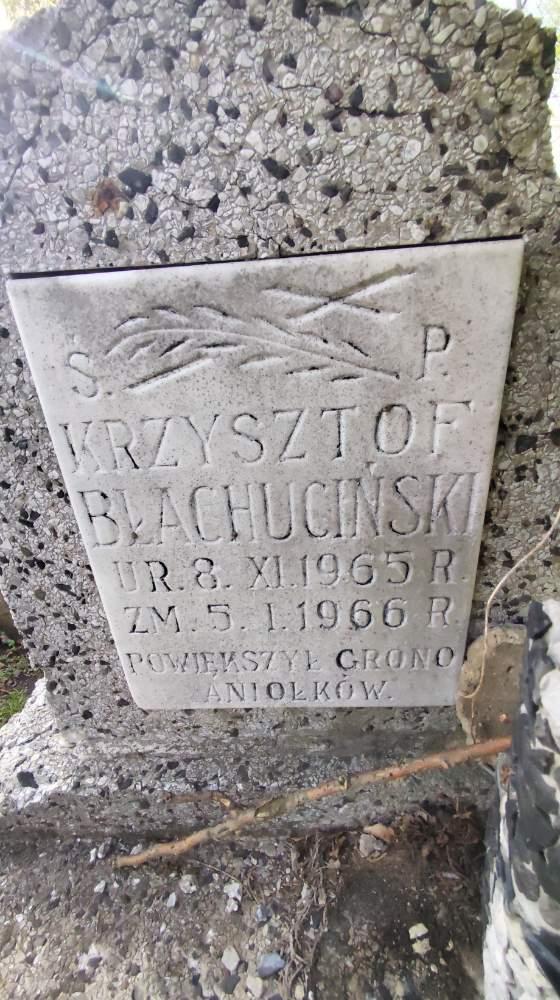 Ś. P.
KRZYSZTOF
BŁACHUCIŃSKI
UR. 8. XI. 1965 R.
ZM. 5. I. 1966 R.
POWIĘKSZYŁ GRONO
ANIOŁKÓW.